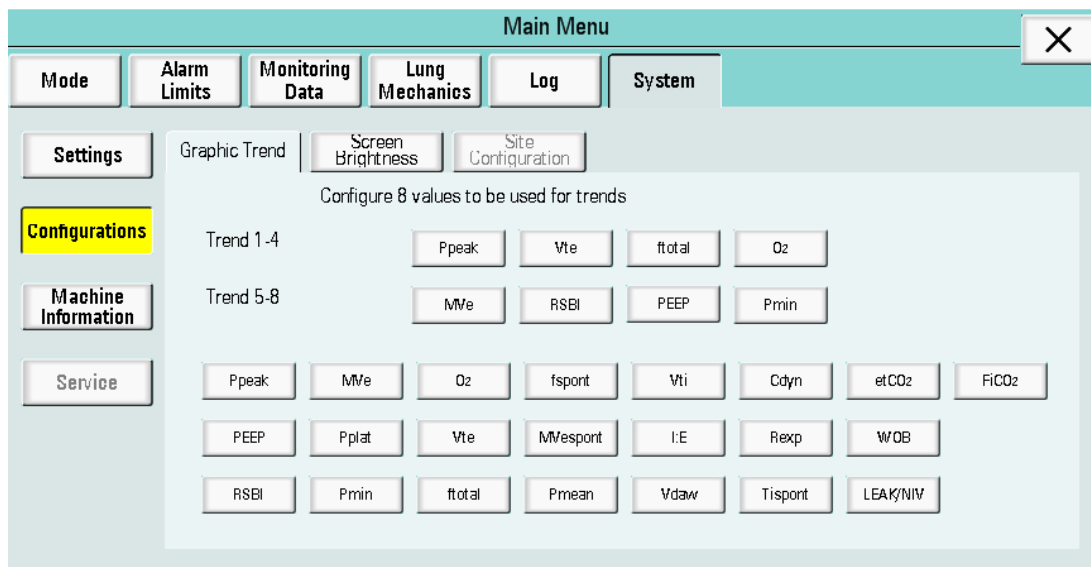 Main Menu
Mode
Alarm
Limits
Monitoring
Data
Lung
Mechanics
Log
System
Settings
Configurations
Machine
Information
Service
Graphic Trend
Screen
Brightness
Site
Configuration
Configure 8 values to be used for trends
Trend 1-4 Ppeak Vte ftotal O2
Trend 5-8 MVe RSBI PEEP Pmin
Ppeak MVe O2 fspont Vti Cdyn etCO2 FiCO2
PEEP Pplat Vte MVespont I:E Rexp WOB
RSBI Pmin ftotal Pmean Vdaw Tispont LEAK/NIV